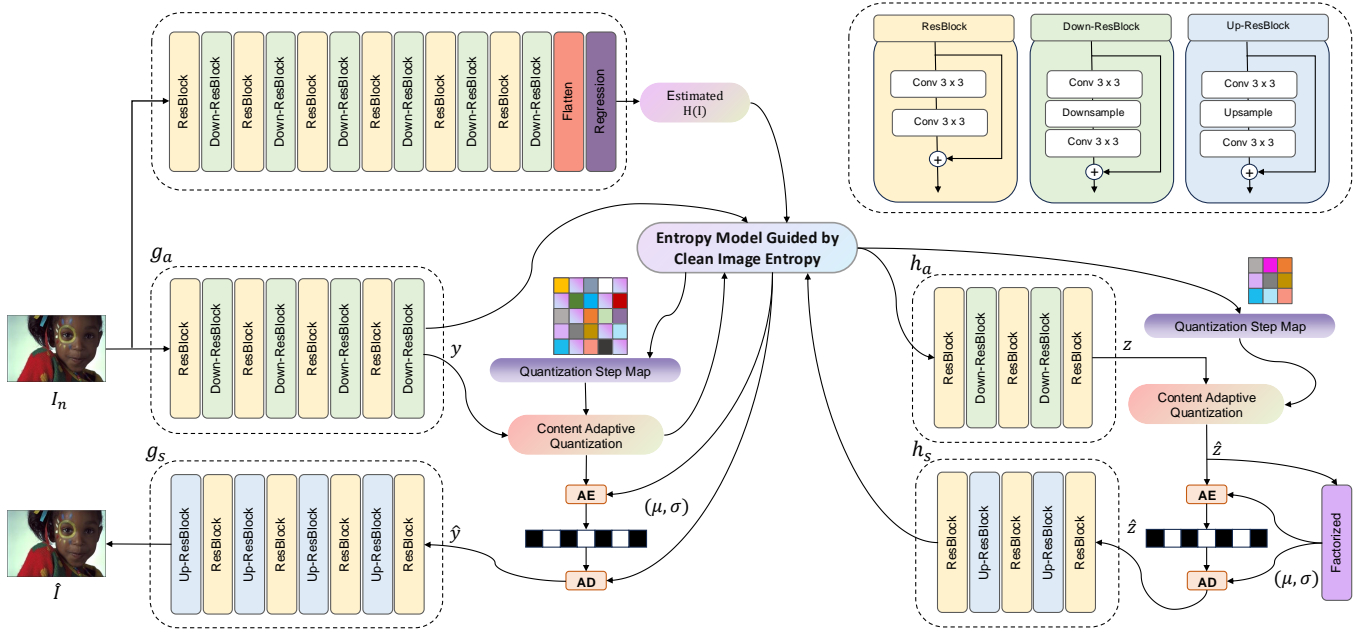 ResBlock
Down-ResBlock
ResBlock
Down-ResBlock
ResBlock
Down-ResBlock
ResBlock
Down-ResBlock
ResBlock
Down-ResBlock
ResBlock
Down-ResBlock
Flatten
Regression
Estimated
H(I)
ResBlock
Conv 3 x 3
Conv 3 x 3
+
Down-ResBlock
Conv 3 x 3
Downsample
Conv 3 x 3
+
Up-ResBlock
Conv 3 x 3
Upsample
Conv 3 x 3
+
Entropy Model Guided by
Clean Image Entropy
I_n
g_a
ResBlock
Down-ResBlock
ResBlock
Down-ResBlock
ResBlock
Down-ResBlock
ResBlock
Down-ResBlock
y
Quantization Step Map
Content Adaptive
Quantization
AE
(μ, σ)
AD
ŷ
g_s
Up-ResBlock
ResBlock
Up-ResBlock
ResBlock
Up-ResBlock
ResBlock
Up-ResBlock
ResBlock
Î
h_a
ResBlock
Down-ResBlock
ResBlock
Down-ResBlock
ResBlock
z
Quantization Step Map
Content Adaptive
Quantization
ẑ
AE
ẑ
AD
(μ, σ)
Factorized
h_s
ResBlock
Up-ResBlock
ResBlock
Up-ResBlock
ResBlock